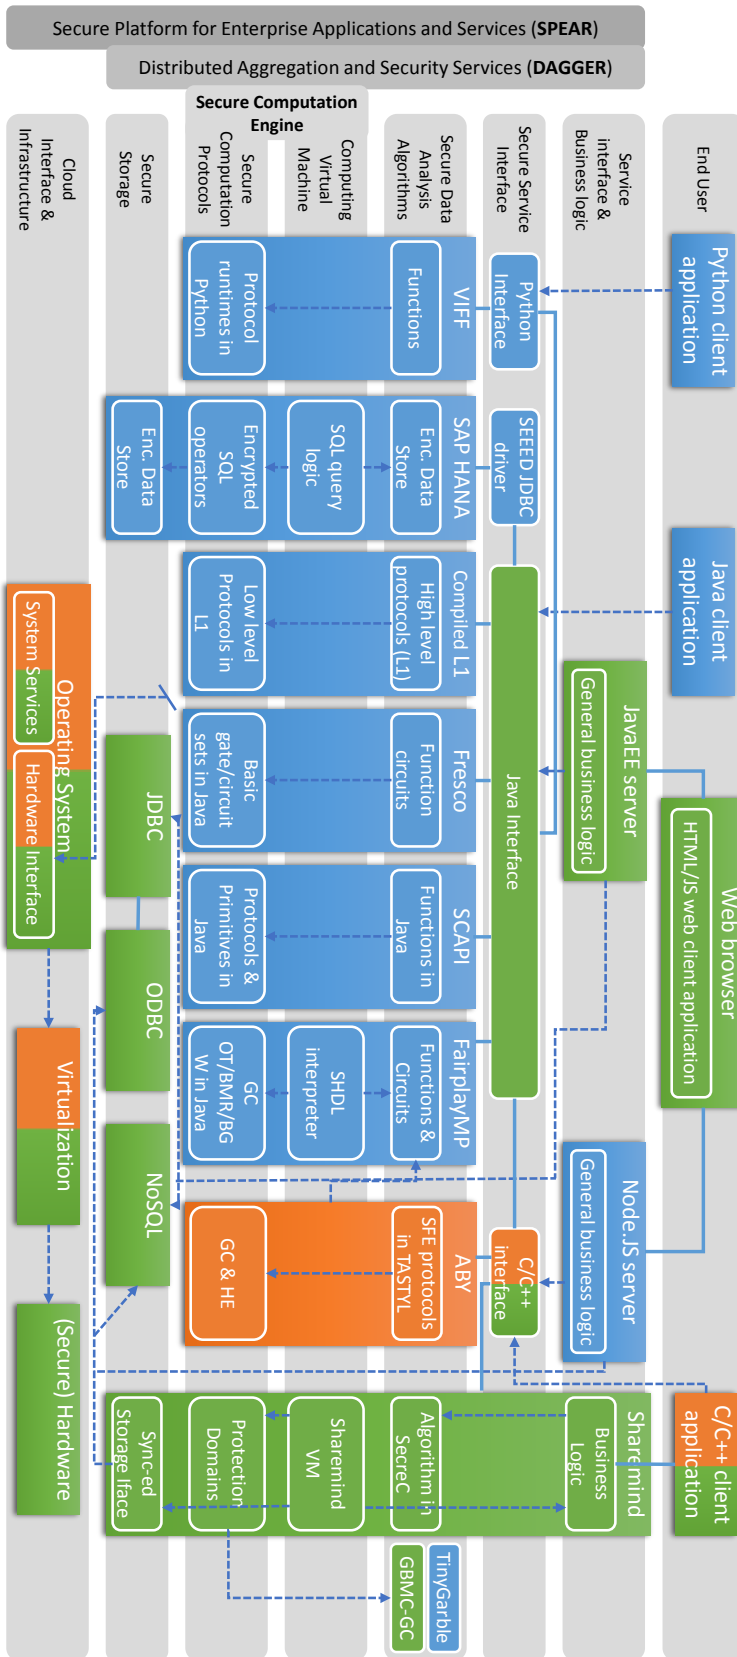 Secure Platform for Enterprise Applications and Services (SPEAR)
Distributed Aggregation and Security Services (DAGGER)
Secure Computation
Engine
End User
Service
interface &
Business logic
Secure Service
Interface
Secure Data
Analysis
Algorithms
Computing
Virtual
Machine
Secure
Computation
Protocols
Secure
Storage
Cloud
Interface &
Infrastructure
Python client
application
Java client
application
Web browser
HTML/JS web client application
C/C++ client
application
JavaEE server
General business logic
Node.JS server
General business logic
Sharemind
Business
Logic
Python
Interface
SEEED JDBC
driver
Java Interface
C/C++
interface
VIFF
Functions
Protocol
runtimes in
Python
SAP HANA
Enc. Data
Store
SQL query
logic
Encrypted
SQL
operators
Enc. Data
Store
Compiled L1
High level
protocols (L1)
Low level
Protocols in
L1
Fresco
Function
circuits
Basic
gate/circuit
sets in Java
SCAPI
Functions in
Java
Protocols &
Primitives in
Java
FairplayMP
Functions &
Circuits
SHDL
interpreter
GC
OT/BMR/BG
W in Java
ABY
SFE protocols
in TASTYL
GC & HE
Algorithm in
SecreC
Sharemind
VM
Protection
Domains
Sync-ed
Storage Iface
TinyGarble
GBMC-GC
JDBC
ODBC
NoSQL
Operating System
System Services
Hardware Interface
Virtualization
(Secure) Hardware